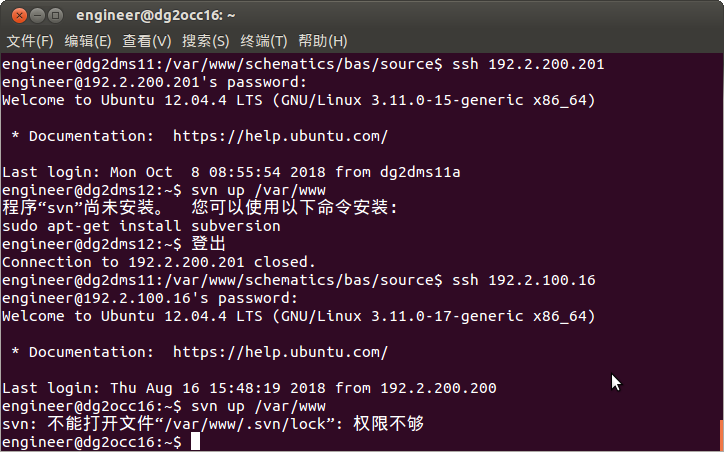 engineer@dg2occ16: ~
文件(F) 编辑(E) 查看(V) 搜索(S) 终端(T) 帮助(H)
engineer@dg2dms11:/var/www/schematics/bas/source$ ssh 192.2.200.201
engineer@192.2.200.201's password:
Welcome to Ubuntu 12.04.4 LTS (GNU/Linux 3.11.0-15-generic x86_64)
* Documentation:  https://help.ubuntu.com/
Last login: Mon Oct  8 08:55:54 2018 from dg2dms11a
engineer@dg2dms12:~$ svn up /var/www
程序“svn”尚未安装。  您可以使用以下命令安装:
sudo apt-get install subversion
engineer@dg2dms12:~$ 登出
Connection to 192.2.200.201 closed.
engineer@dg2dms11:/var/www/schematics/bas/source$ ssh 192.2.100.16
engineer@192.2.100.16's password:
Welcome to Ubuntu 12.04.4 LTS (GNU/Linux 3.11.0-17-generic x86_64)
* Documentation:  https://help.ubuntu.com/
Last login: Thu Aug 16 15:48:19 2018 from 192.2.200.200
engineer@dg2occ16:~$ svn up /var/www
svn: 不能打开文件“/var/www/.svn/lock”: 权限不够
engineer@dg2occ16:~$